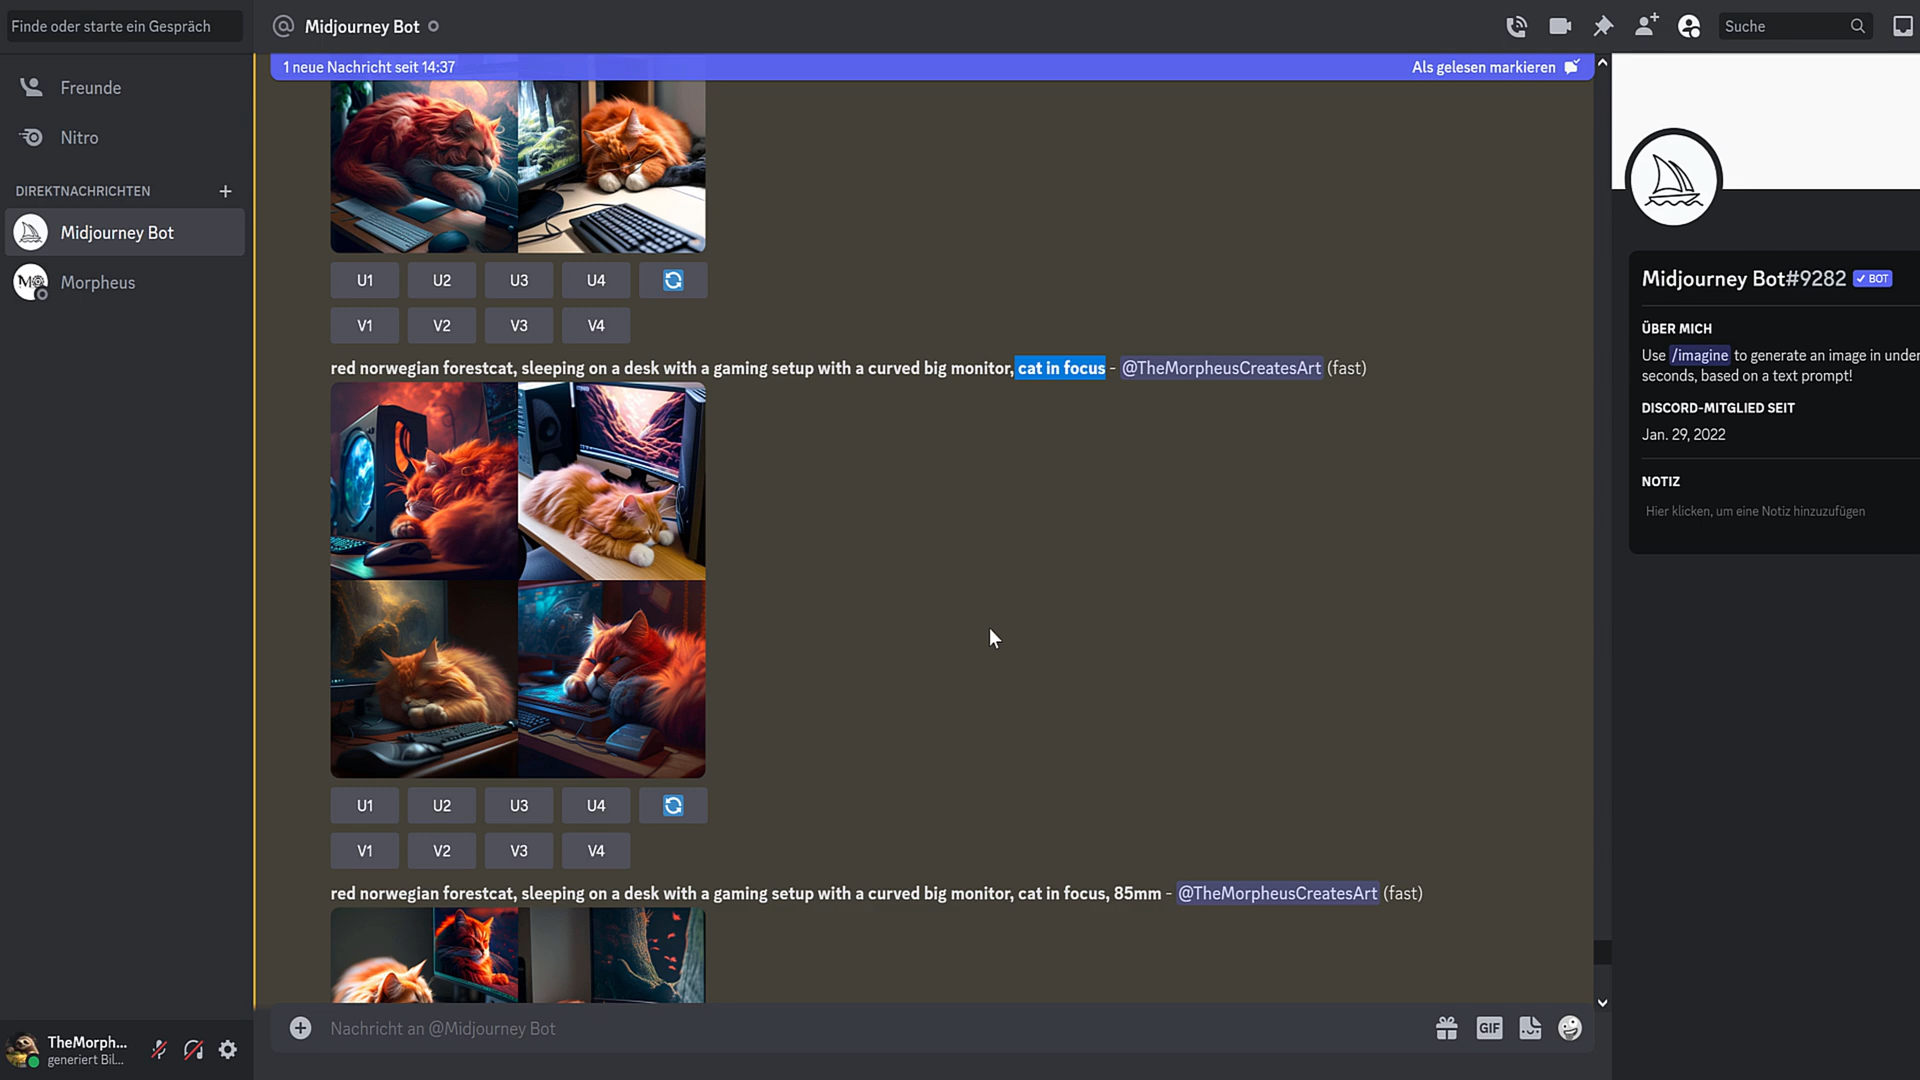 Finde oder starte ein Gespräch
Midjourney Bot
Suche
Freunde
Nitro
DIREKTNACHRICHTEN
Midjourney Bot
Morpheus
1 neue Nachricht seit 14:37
Als gelesen markieren
U1 U2 U3 U4
V1 V2 V3 V4
red norwegian forestcat, sleeping on a desk with a gaming setup with a curved big monitor, cat in focus - @TheMorpheusCreatesArt (fast)
U1 U2 U3 U4
V1 V2 V3 V4
red norwegian forestcat, sleeping on a desk with a gaming setup with a curved big monitor, cat in focus, 85mm - @TheMorpheusCreatesArt (fast)
Nachricht an @Midjourney Bot
GIF
TheMorph...
generiert Bil...
Midjourney Bot#9282 BOT
ÜBER MICH
Use /imagine to generate an image in under
seconds, based on a text prompt!
DISCORD-MITGLIED SEIT
Jan. 29, 2022
NOTIZ
Hier klicken, um eine Notiz hinzuzufügen